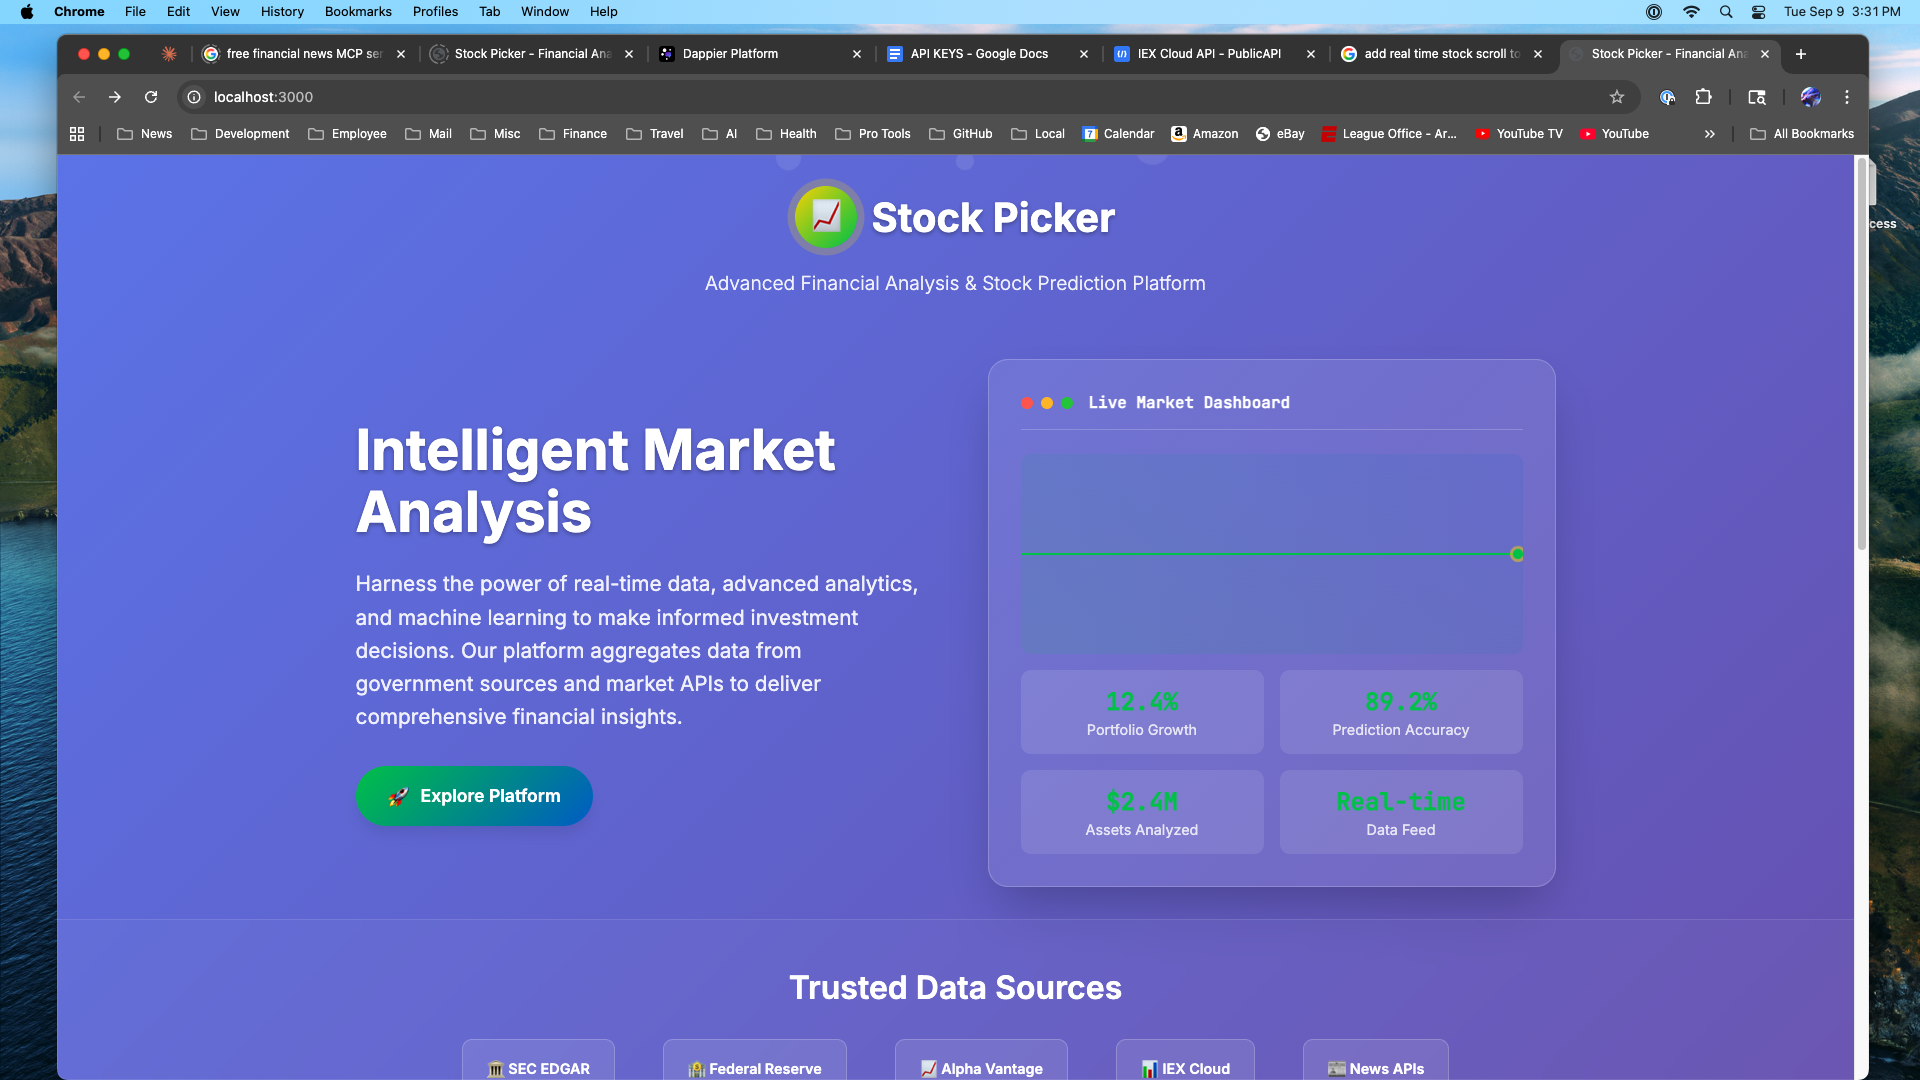 Chrome File Edit View History Bookmarks Profiles Tab Window Help Tue Sep 9 3:31 PM
free financial news MCP ser Stock Picker - Financial Ana Dappier Platform API KEYS - Google Docs IEX Cloud API - PublicAPI add real time stock scroll to Stock Picker - Financial Ana
localhost:3000
News Development Employee Mail Misc Finance Travel AI Health Pro Tools GitHub Local Calendar Amazon eBay League Office - Ar... YouTube TV YouTube All Bookmarks
cess
Stock Picker
Advanced Financial Analysis & Stock Prediction Platform
Intelligent Market
Analysis
Harness the power of real-time data, advanced analytics,
and machine learning to make informed investment
decisions. Our platform aggregates data from
government sources and market APIs to deliver
comprehensive financial insights.
Explore Platform
Live Market Dashboard
12.4%
Portfolio Growth
89.2%
Prediction Accuracy
$2.4M
Assets Analyzed
Real-time
Data Feed
Trusted Data Sources
SEC EDGAR
Federal Reserve
Alpha Vantage
IEX Cloud
News APIs